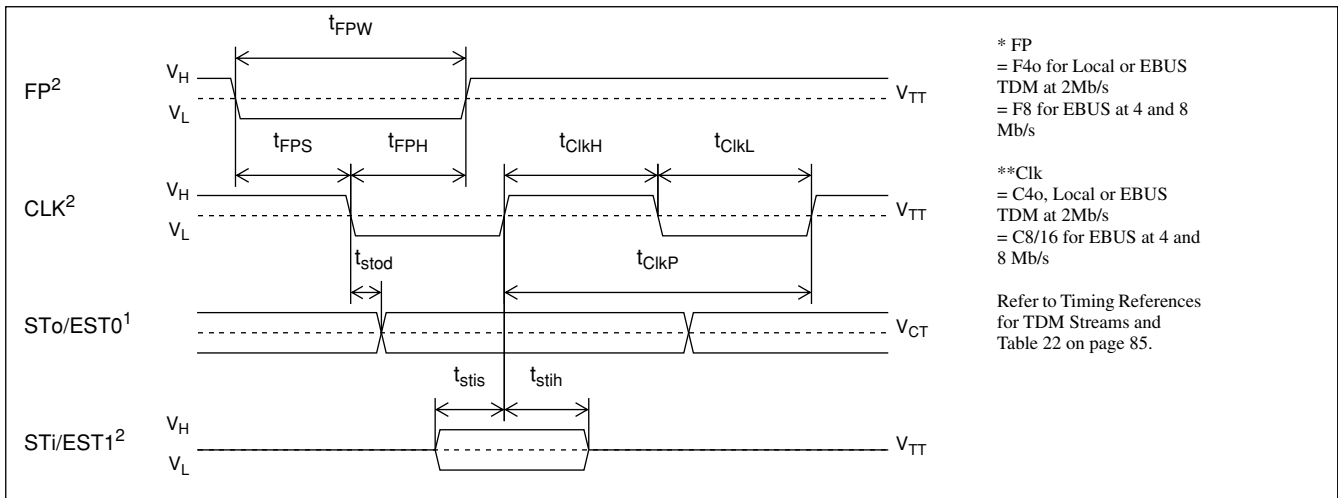 tFPW
FP2
VH
VL
VTT
tFPS
tFPH
tClkH
tClkL
CLK2
VH
VL
VTT
tstod
tClkP
STo/EST01
VCT
tstis
tstih
STi/EST12
VH
VL
VTT
* FP
= F4o for Local or EBUS
TDM at 2Mb/s
= F8 for EBUS at 4 and 8
Mb/s
**Clk
= C4o, Local or EBUS
TDM at 2Mb/s
= C8/16 for EBUS at 4 and
8 Mb/s
Refer to Timing References
for TDM Streams and
Table 22 on page 85.